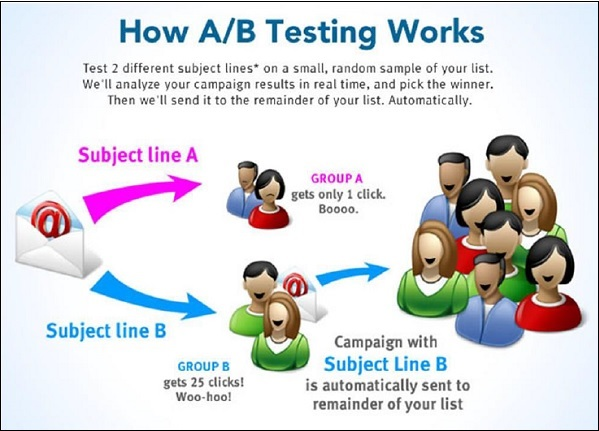 How A/B Testing Works
Test 2 different subject lines* on a small, random sample of your list.
We'll analyze your campaign results in real time, and pick the winner.
Then we'll send it to the remainder of your list. Automatically.
Subject line A
GROUP A
gets only 1 click.
Boooo.
@
@
Subject line B
GROUP B
gets 25 clicks!
Woo-hoo!
Campaign with
Subject Line B
is automatically sent to
remainder of your list